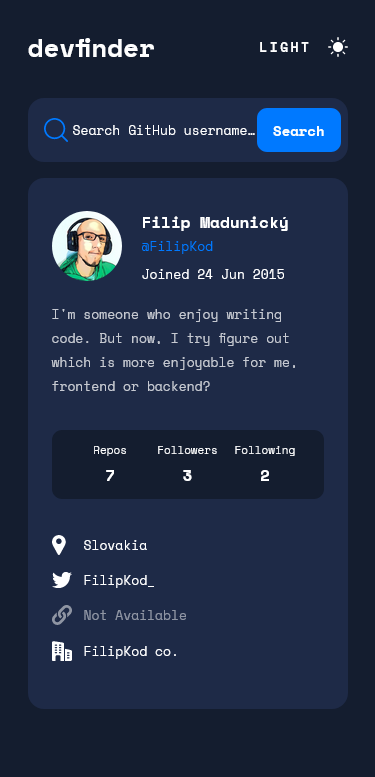 devfinder
LIGHT
Search GitHub username…
Search
Filip Madunický
@FilipKod
Joined 24 Jun 2015
I'm someone who enjoy writing
code. But now, I try figure out
which is more enjoyable for me,
frontend or backend?
Repos Followers Following
7 3 2
Slovakia
FilipKod_
Not Available
FilipKod co.